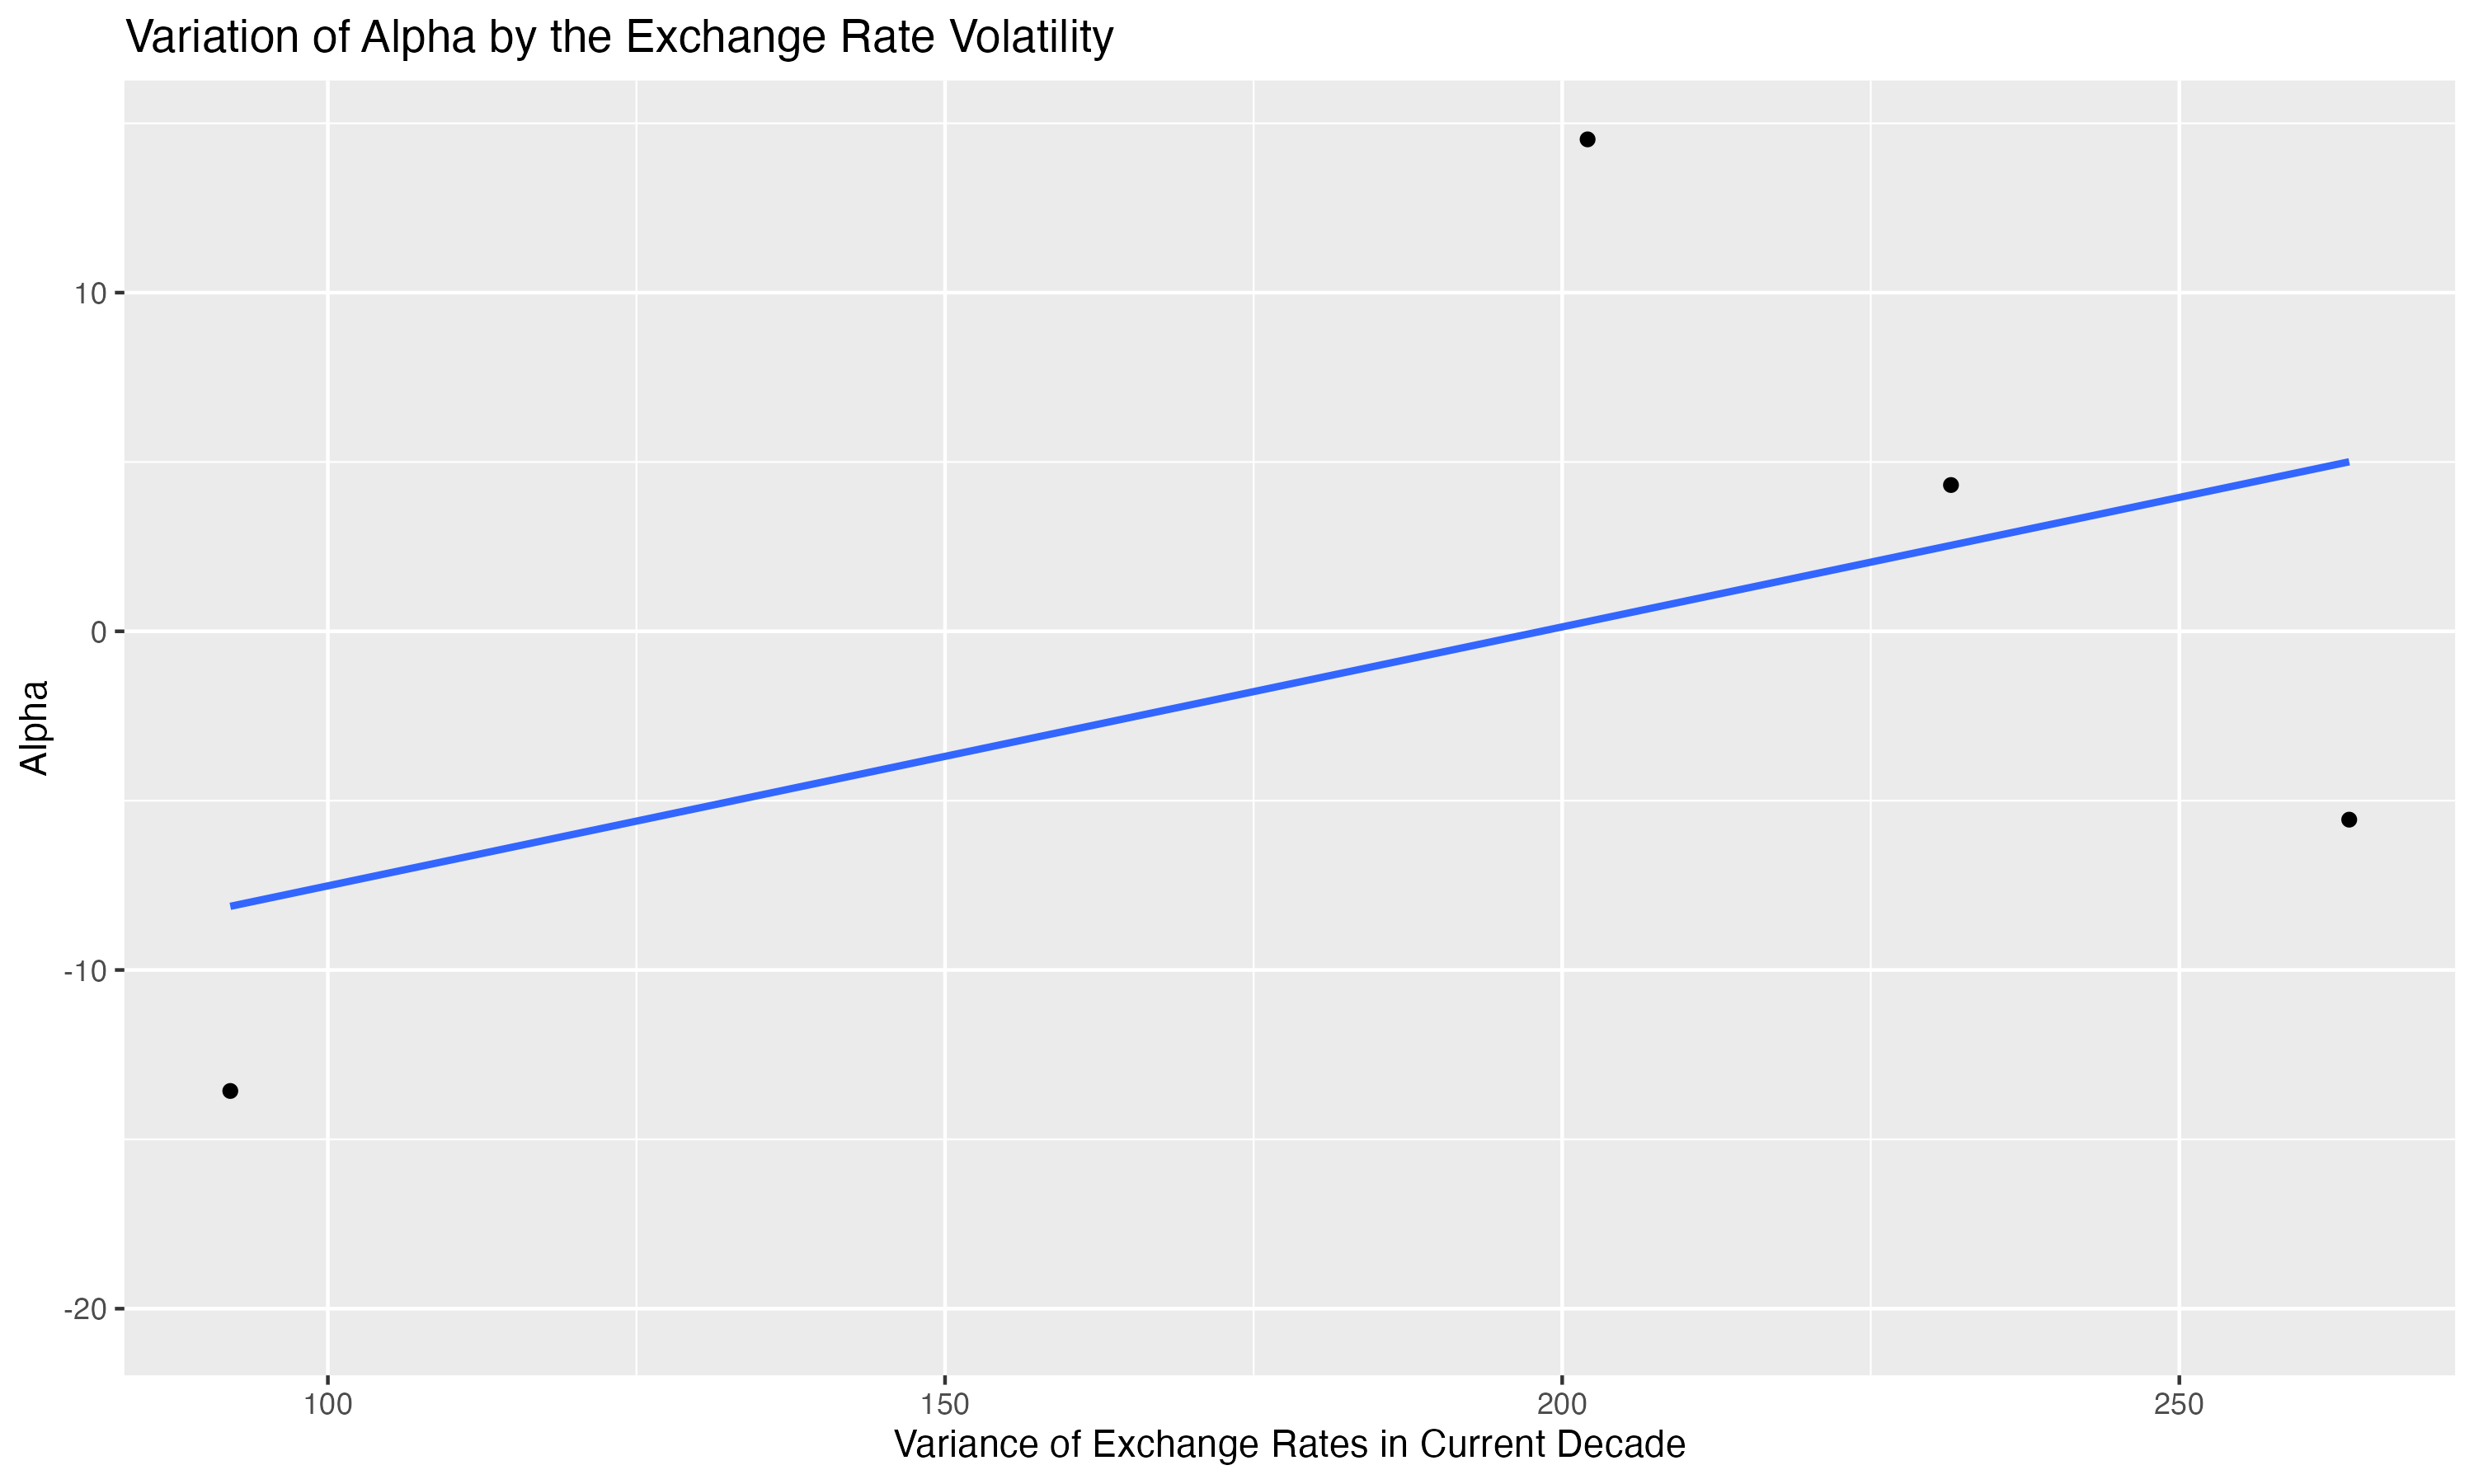 Variation of Alpha by the Exchange Rate Volatility
Alpha
10
0
-10
-20
100
150
200
250
Variance of Exchange Rates in Current Decade